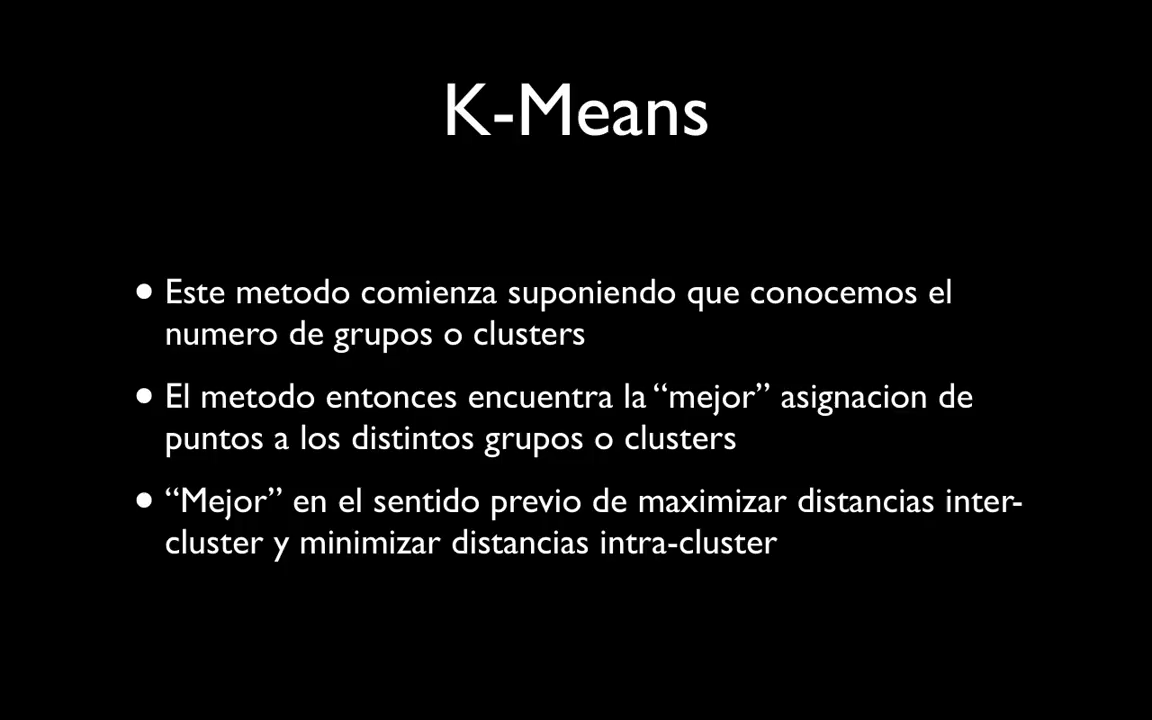 K-Means
• Este metodo comienza suponiendo que conocemos el
numero de grupos o clusters
• El metodo entonces encuentra la “mejor” asignacion de
puntos a los distintos grupos o clusters
• “Mejor” en el sentido previo de maximizar distancias inter-
cluster y minimizar distancias intra-cluster